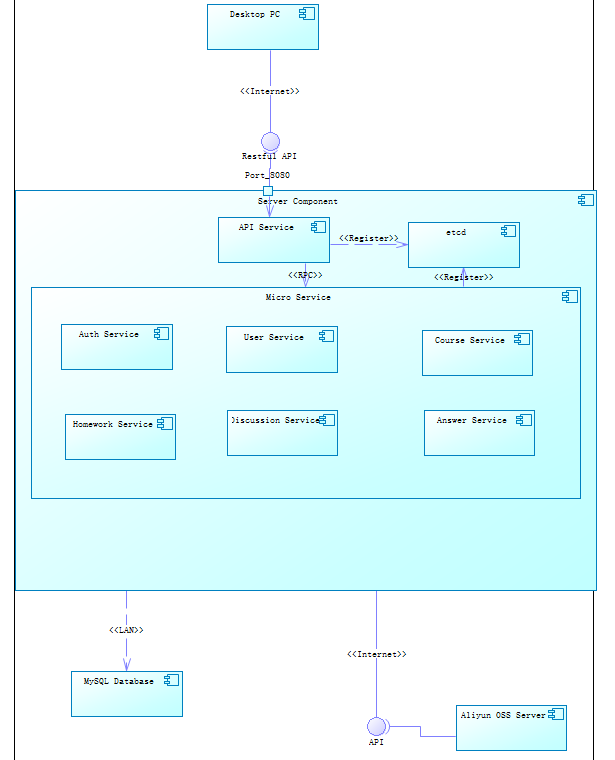 Desktop PC
<<Internet>>
Restful API
Port_8080
Server Component
API Service
<<Register>>
etcd
<<RPC>>
<<Register>>
Micro Service
Auth Service
User Service
Course Service
Homework Service
Discussion Service
Answer Service
<<LAN>>
<<Internet>>
MySQL Database
Aliyun OSS Server
API